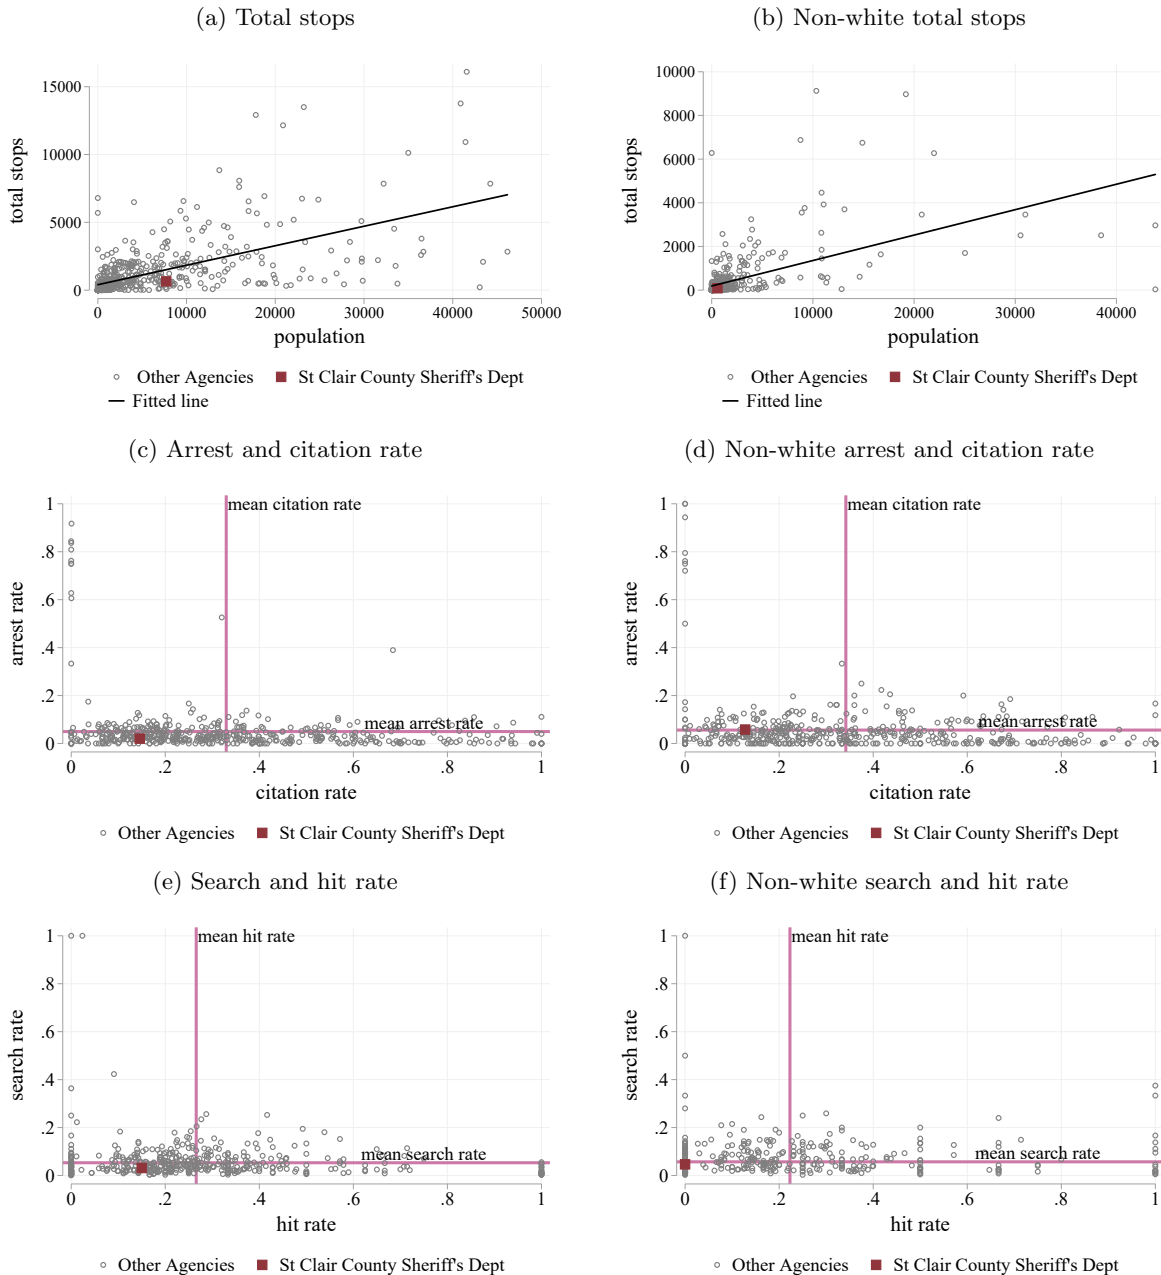 (a) Total stops
15000
10000
5000
0
total stops
0 10000 20000 30000 40000 50000
population
Other Agencies St Clair County Sheriff's Dept
Fitted line
(b) Non-white total stops
10000
8000
6000
4000
2000
0
total stops
0 10000 20000 30000 40000
population
Other Agencies St Clair County Sheriff's Dept
Fitted line
(c) Arrest and citation rate
1
.8
.6
.4
.2
0
arrest rate
mean citation rate
mean arrest rate
0 .2 .4 .6 .8 1
citation rate
Other Agencies St Clair County Sheriff's Dept
(d) Non-white arrest and citation rate
1
.8
.6
.4
.2
0
arrest rate
mean citation rate
mean arrest rate
0 .2 .4 .6 .8 1
citation rate
Other Agencies St Clair County Sheriff's Dept
(e) Search and hit rate
1
.8
.6
.4
.2
0
search rate
mean hit rate
mean search rate
0 .2 .4 .6 .8 1
hit rate
Other Agencies St Clair County Sheriff's Dept
(f) Non-white search and hit rate
1
.8
.6
.4
.2
0
search rate
mean hit rate
mean search rate
0 .2 .4 .6 .8 1
hit rate
Other Agencies St Clair County Sheriff's Dept